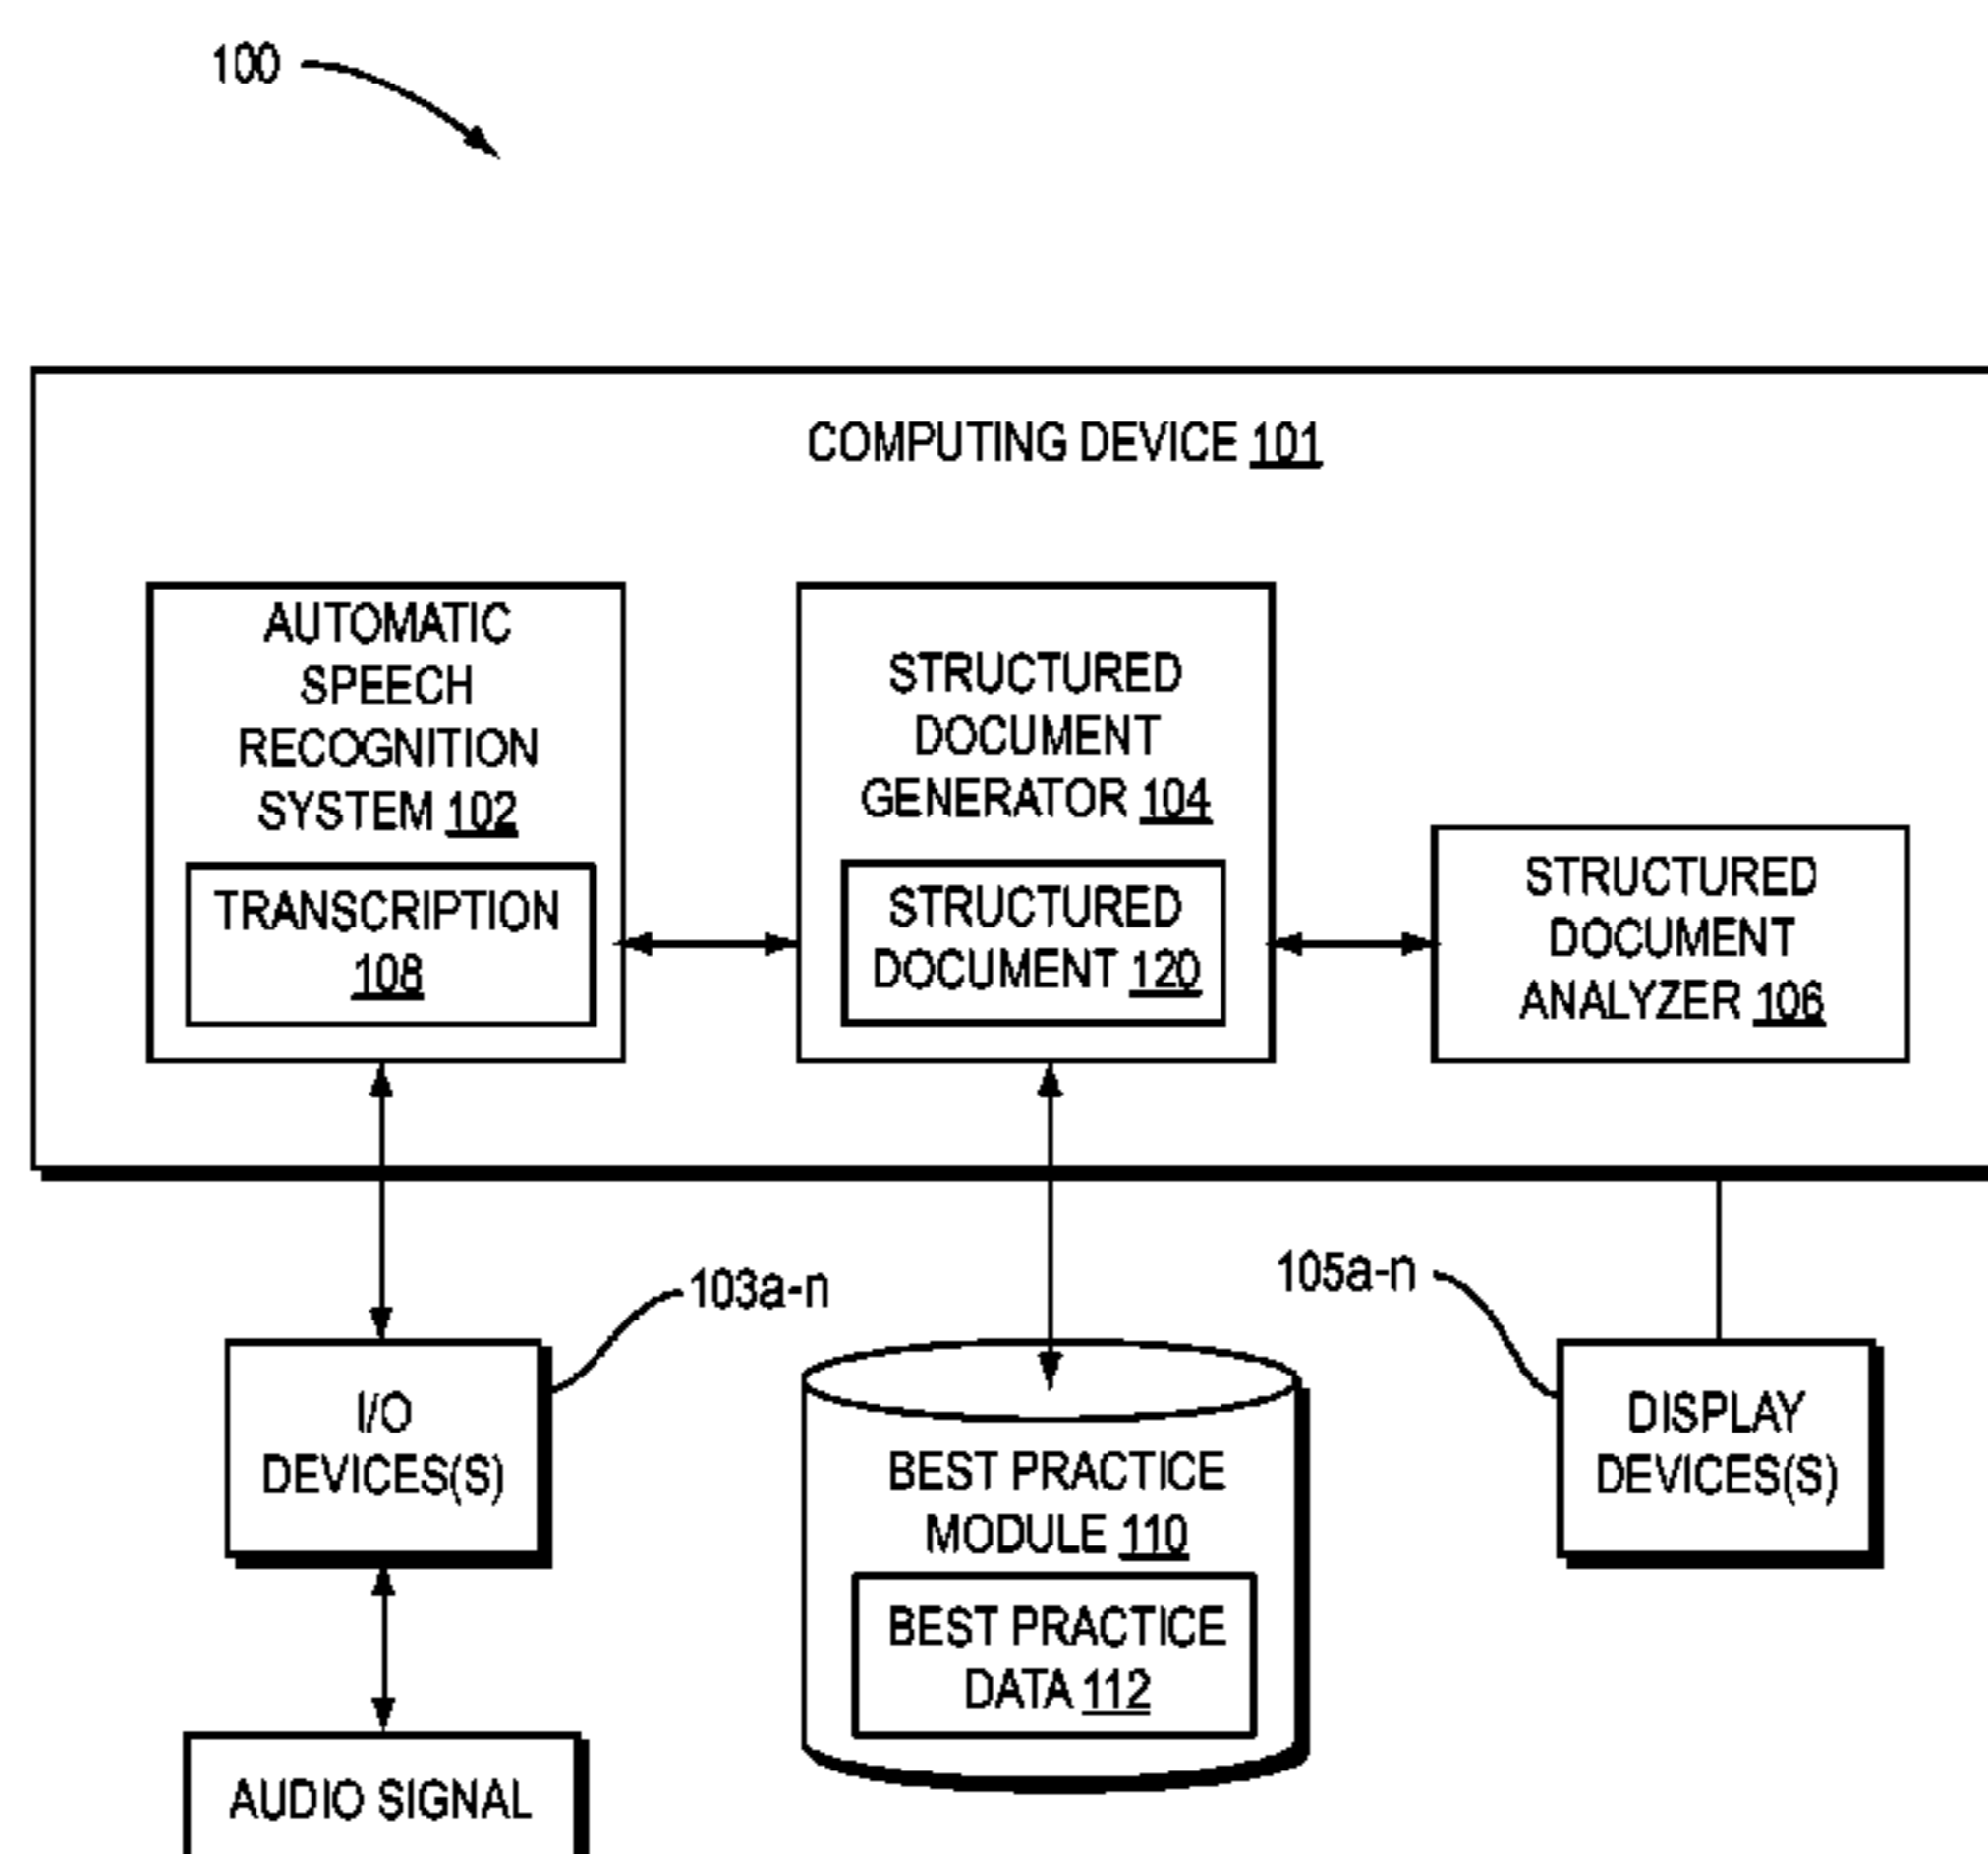 100
COMPUTING DEVICE 101
AUTOMATIC
SPEECH
RECOGNITION
SYSTEM 102
TRANSCRIPTION
108
STRUCTURED
DOCUMENT
GENERATOR 104
STRUCTURED
DOCUMENT 120
STRUCTURED
DOCUMENT
ANALYZER 106
103a-n
105a-n
I/O
DEVICES(S)
BEST PRACTICE
MODULE 110
BEST PRACTICE
DATA 112
DISPLAY
DEVICES(S)
AUDIO SIGNAL